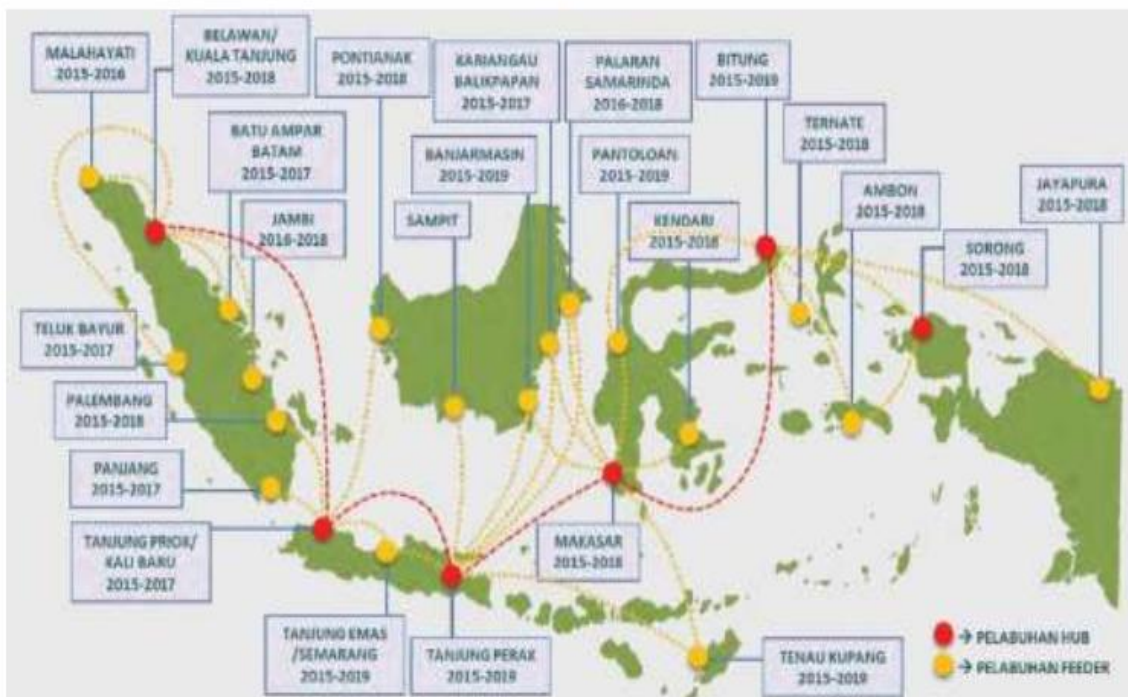 MALAHAYATI
2015-2016
BELAWAN/
KUALA TANJUNG
2015-2018
PONTIANAK
2015-2018
KARIANGAU
BALIKPAPAN
2015-2017
PALARAN
SAMARINDA
2016-2018
BITUNG
2015-2019
BATU AMPAR
BATAM
2015-2017
BANJARMASIN
2015-2019
PANTOLOAN
2015-2019
TERNATE
2015-2018
JAMBI
2016-2018
SAMPIT
KENDARI
2015-2018
AMBON
2015-2018
JAYAPURA
2015-2018
SORONG
2015-2018
TELUK BAYUR
2015-2017
PALEMBANG
2015-2018
PANJANG
2015-2017
TANJUNG PRIOK/
KALI BARU
2015-2017
MAKASAR
2015-2018
TANJUNG EMAS
/SEMARANG
2015-2019
TANJUNG PERAK
2015-2019
TENAU KUPANG
2015-2019
→ PELABUHAN HUB
→ PELABUHAN FEEDER